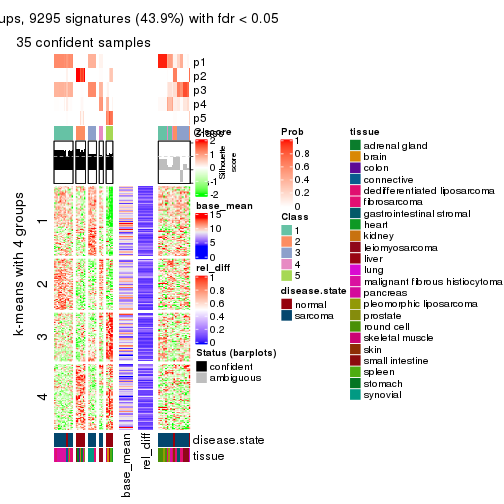 ups, 9295 signatures (43.9%) with fdr < 0.05
35 confident samples
p1
p2
p3
p4
p5
Class
Z-score
2
1
0
-1
-2
Silhouette score
base_mean
15
10
5
0
rel_diff
1
0.8
0.6
0.4
0.2
0
Status (barplots)
confident
ambiguous
k-means with 4 groups
1
2
3
4
disease.state
tissue
base_mean
rel_diff
Prob
1
0.8
0.6
0.4
0.2
0
Class
1
2
3
4
5
disease.state
normal
sarcoma
tissue
adrenal gland
brain
colon
connective
dedifferentiated liposarcoma
fibrosarcoma
gastrointestinal stromal
heart
kidney
leiomyosarcoma
liver
lung
malignant fibrous histiocytoma
pancreas
pleomorphic liposarcoma
prostate
round cell
skeletal muscle
skin
small intestine
spleen
stomach
synovial